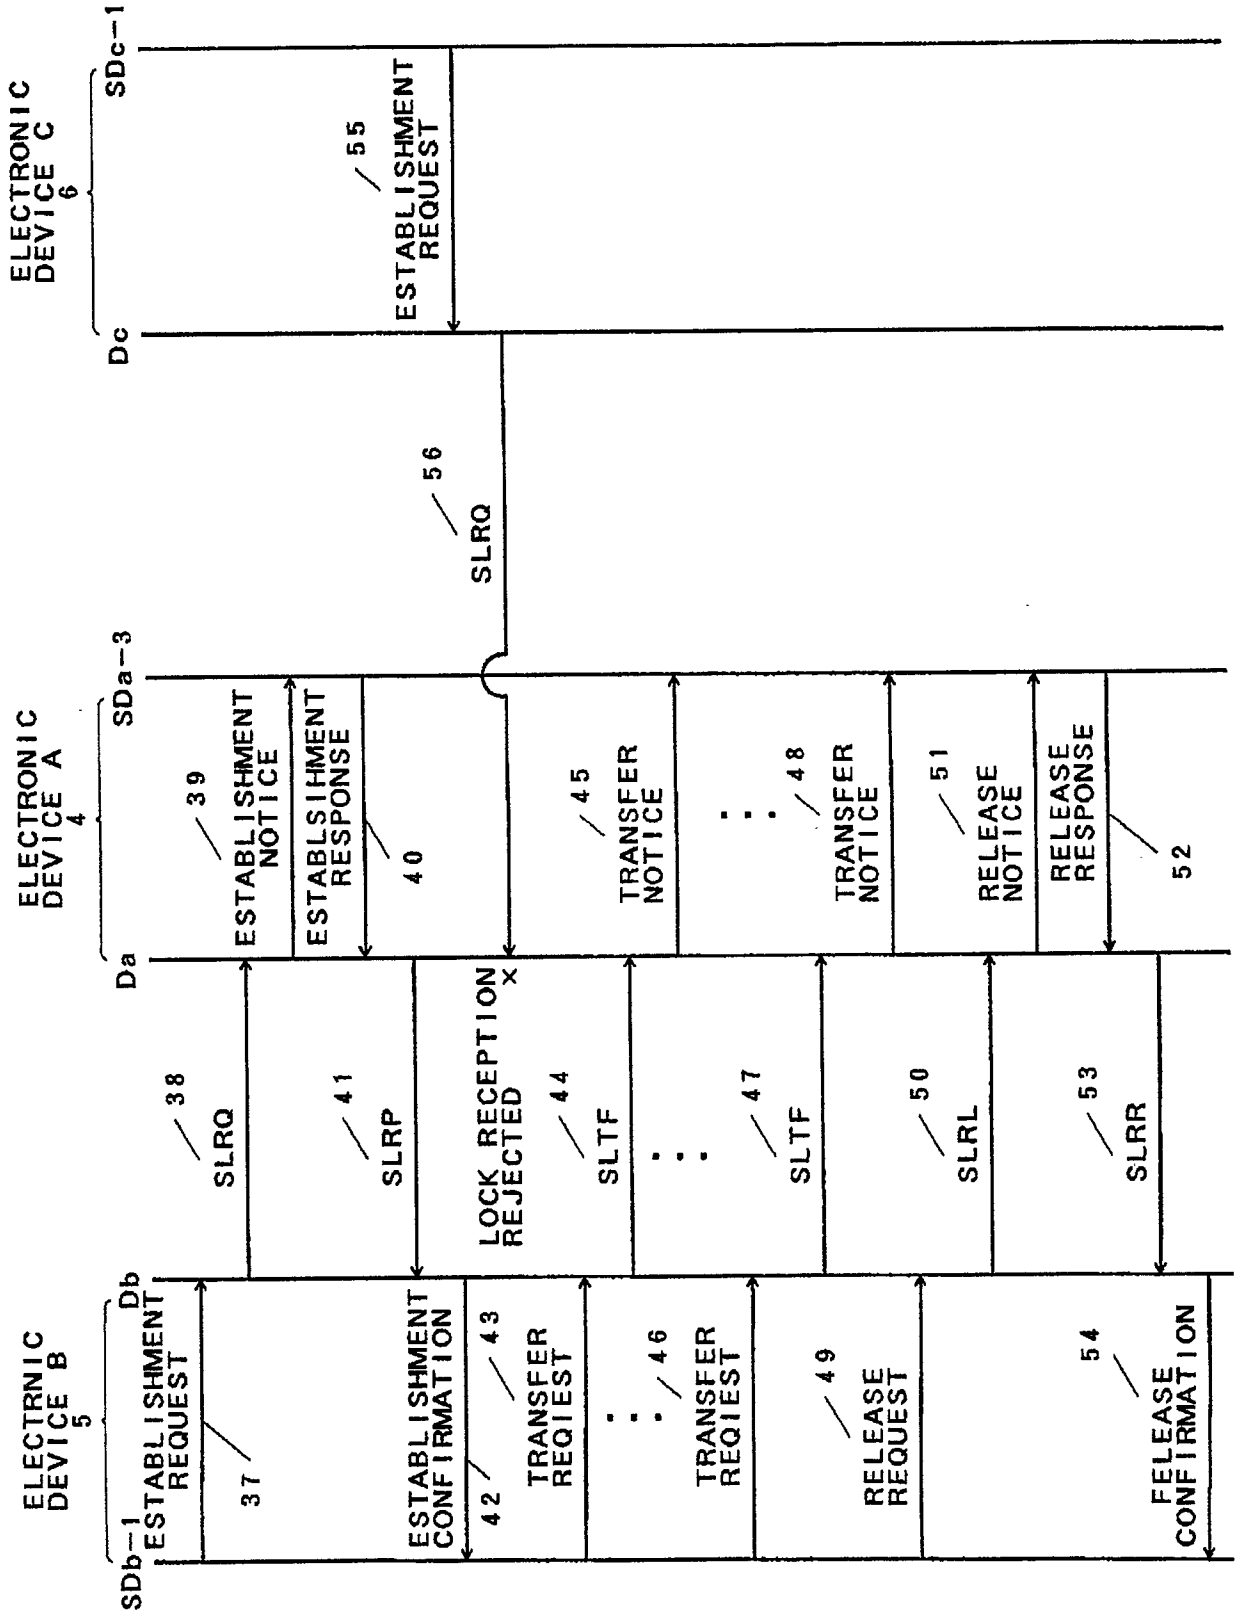 ELECTRNIC
DEVICE B
5
ELECTRONIC
DEVICE A
4
ELECTRONIC
DEVICE C
6
SDb-1
Db
Da
SDa-3
Dc
SDc-1
ESTABLISHMENT
REQUEST
37
38
SLRQ
39
ESTABLISHMENT
NOTICE
ESTABLSIHMENT
RESPONSE
40
41
SLRP
ESTABLISHMENT
CONFIRMATION
42
55
ESTABLISHMENT
REQUEST
56
SLRQ
LOCK RECEPTION
REJECTED
×
43
TRANSFER
REQIEST
44
SLTF
45
TRANSFER
NOTICE
...
...
...
46
TRANSFER
REQIEST
47
SLTF
48
TRANSFER
NOTICE
49
RELEASE
REQUEST
50
SLRL
51
RELEASE
NOTICE
RELEASE
RESPONSE
52
53
SLRR
54
FELEASE
CONFIRMATION